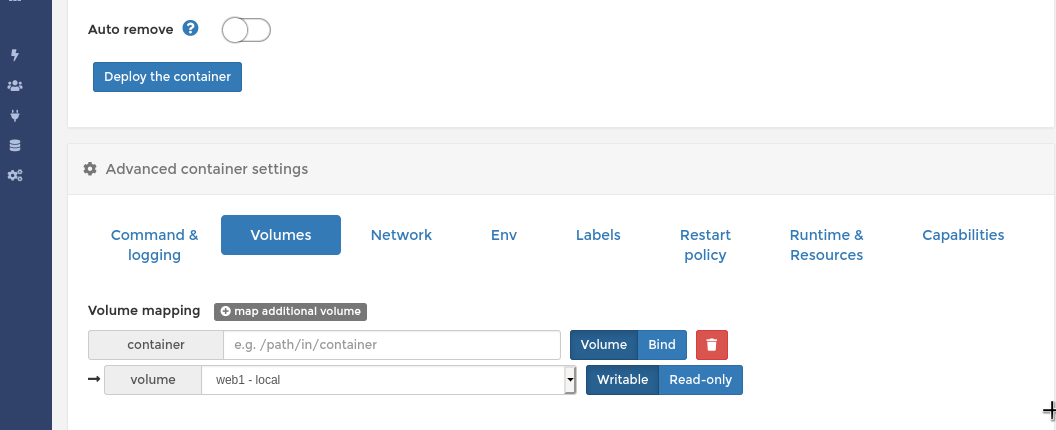 Auto remove ?
Deploy the container
Advanced container settings
Command & logging
Volumes
Network
Env
Labels
Restart policy
Runtime & Resources
Capabilities
Volume mapping map additional volume
container e.g. /path/in/container Volume Bind
volume web1 - local Writable Read-only